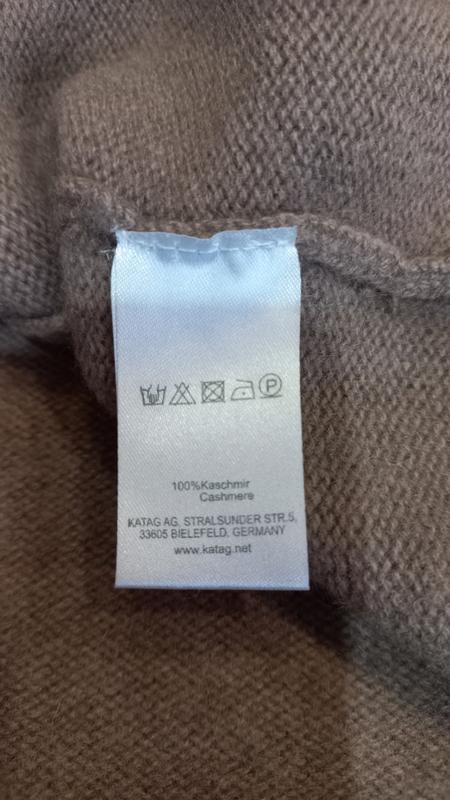 P
100%Kaschmir
Cashmere
KATAG AG, STRALSUNDER STR.5,
33605 BIELEFELD, GERMANY
www.katag.net